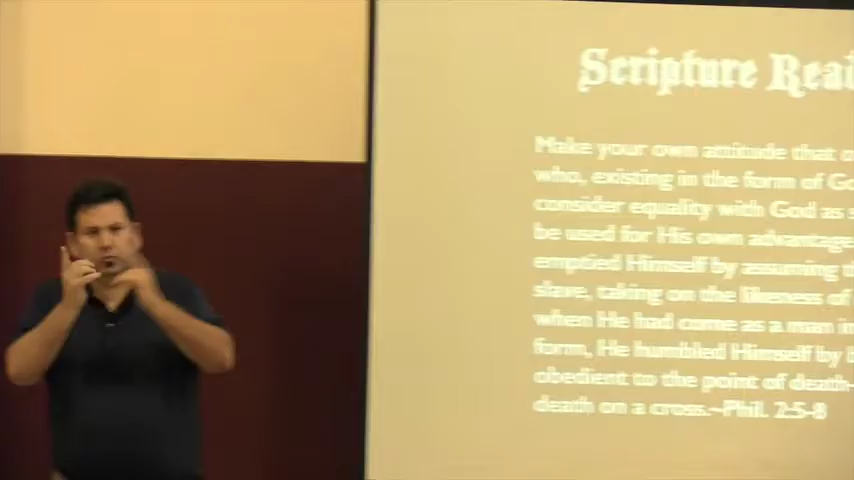 Scripture Read
Make your own attitude that o
who, existing in the form of Go
consider equality with God as s
be used for His own advantage
emptied Himself by assuming th
slave, taking on the likeness of
when He had come as a man in
form, He humbled Himself by b
obedient to the point of death-
death on a cross.~Phil. 2:5-8